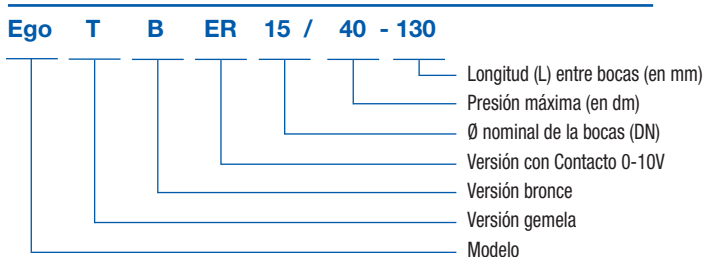 Ego T B ER 15 / 40 - 130
Longitud (L) entre bocas (en mm)
Presión máxima (en dm)
Ø nominal de la bocas (DN)
Versión con Contacto 0-10V
Versión bronce
Versión gemela
Modelo